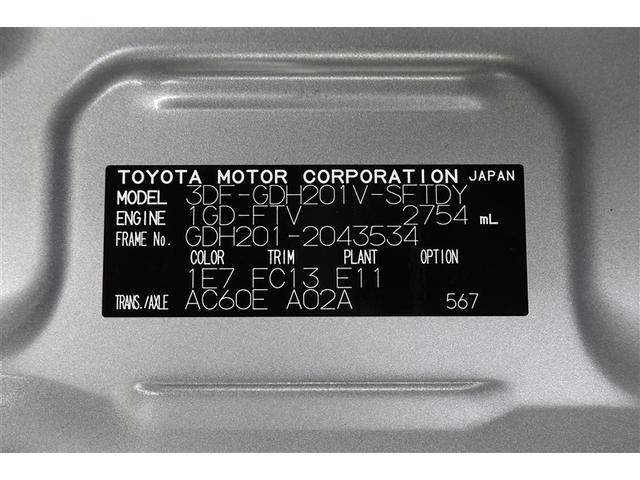 TOYOTA MOTOR CORPORATION JAPAN
MODEL 3DF-GDH201V-SFTDY
ENGINE 1GD-FTV 2754 mL
FRAME No. GDH201-2043534
COLOR TRIM PLANT OPTION
1E7 FC13 E11
TRANS./AXLE AC60E A02A 567